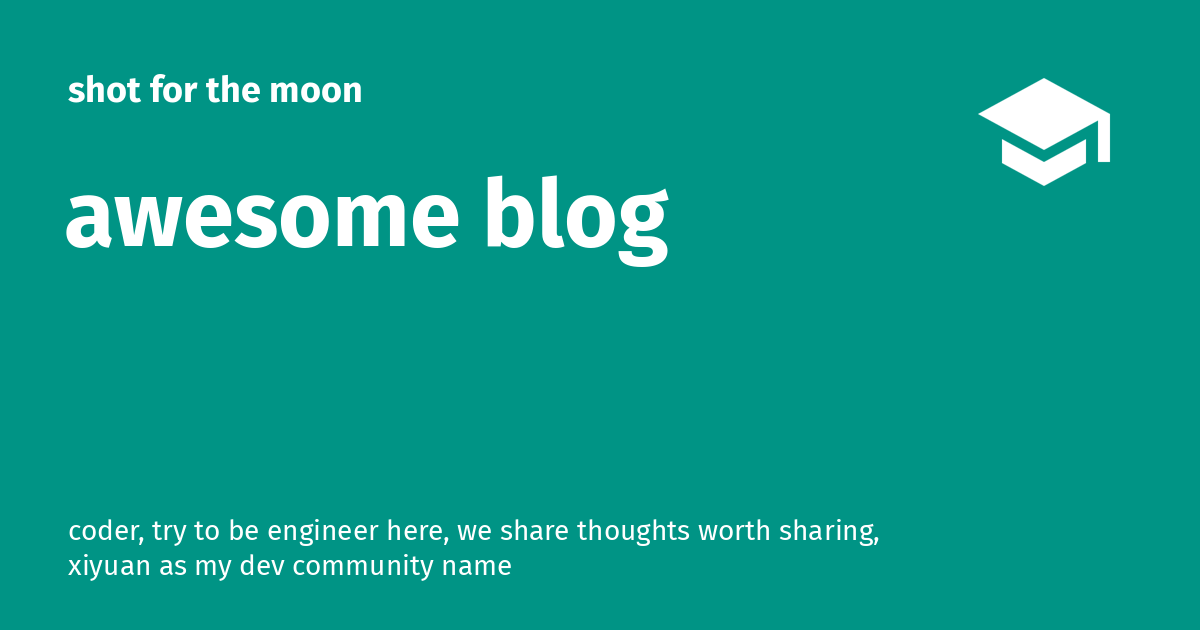 shot for the moon
awesome blog
coder, try to be engineer here, we share thoughts worth sharing,
xiyuan as my dev community name